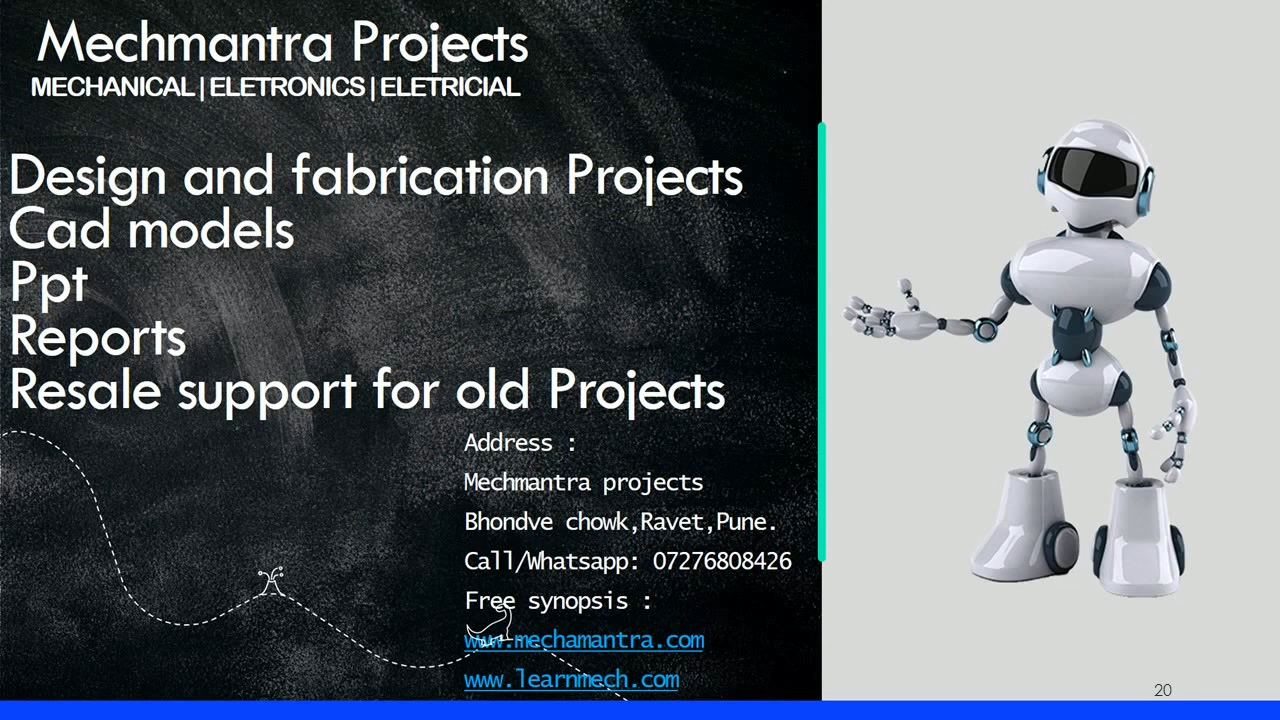 Mechmantra Projects
MECHANICAL | ELETRONICS | ELETRICIAL
Design and fabrication Projects
Cad models
Ppt
Reports
Resale support for old Projects
Address :
Mechmantra projects
Bhondve chowk,Ravet,Pune.
Call/Whatsapp: 07276808426
Free synopsis :
www.mechamantra.com
www.learnmech.com
20